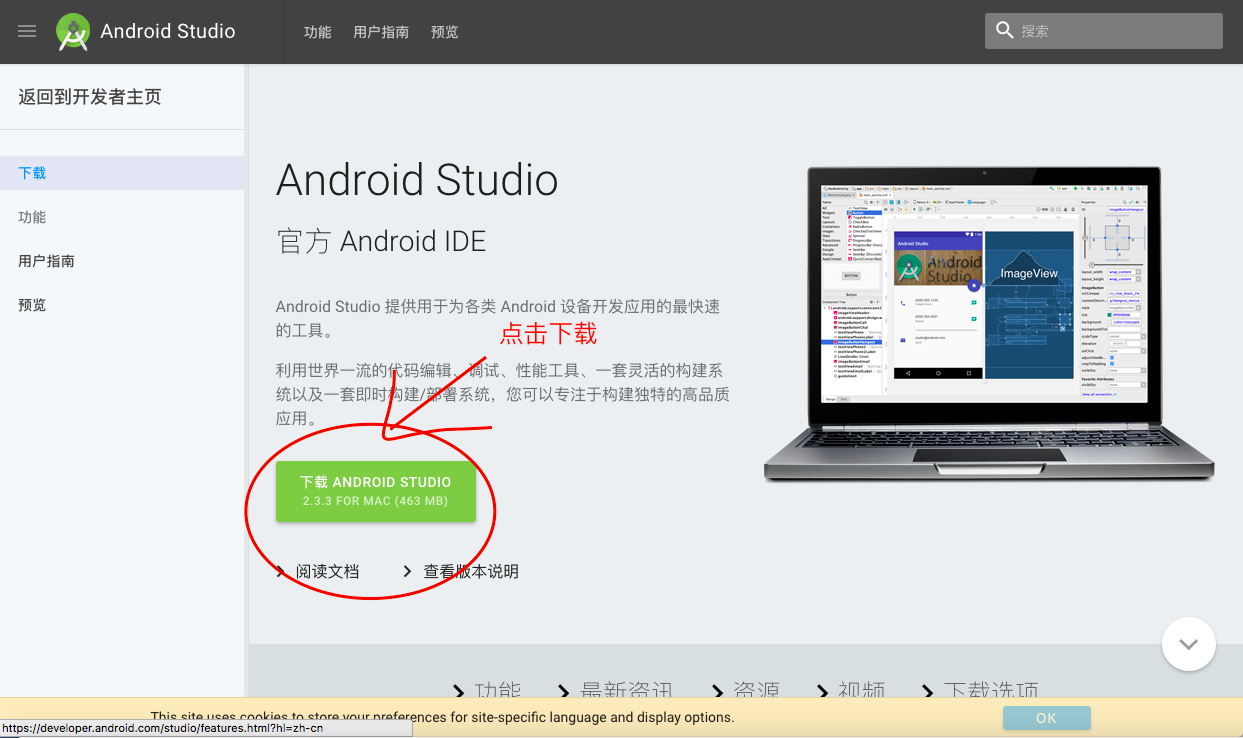 Android Studio
功能
用户指南
预览
搜索
返回到开发者主页
下载
功能
用户指南
预览
Android Studio
官方 Android IDE
Android Studio 提供用于为各类 Android 设备开发应用的最快速
的工具。
点击下载
利用世界一流的代码编辑、调试、性能工具、一套灵活的构建系
统以及一套即时构建/部署系统，您可以专注于构建独特的高品质
应用。
下载 ANDROID STUDIO
2.3.3 FOR MAC (463 MB)
阅读文档
查看版本说明
Android Studio
Android
Studio
ImageView
BUTTON
功能
最新资讯
资源
视频
下载选项
This site uses cookies to store your preferences for site-specific language and display options.
OK
https://developer.android.com/studio/features.html?hl=zh-cn